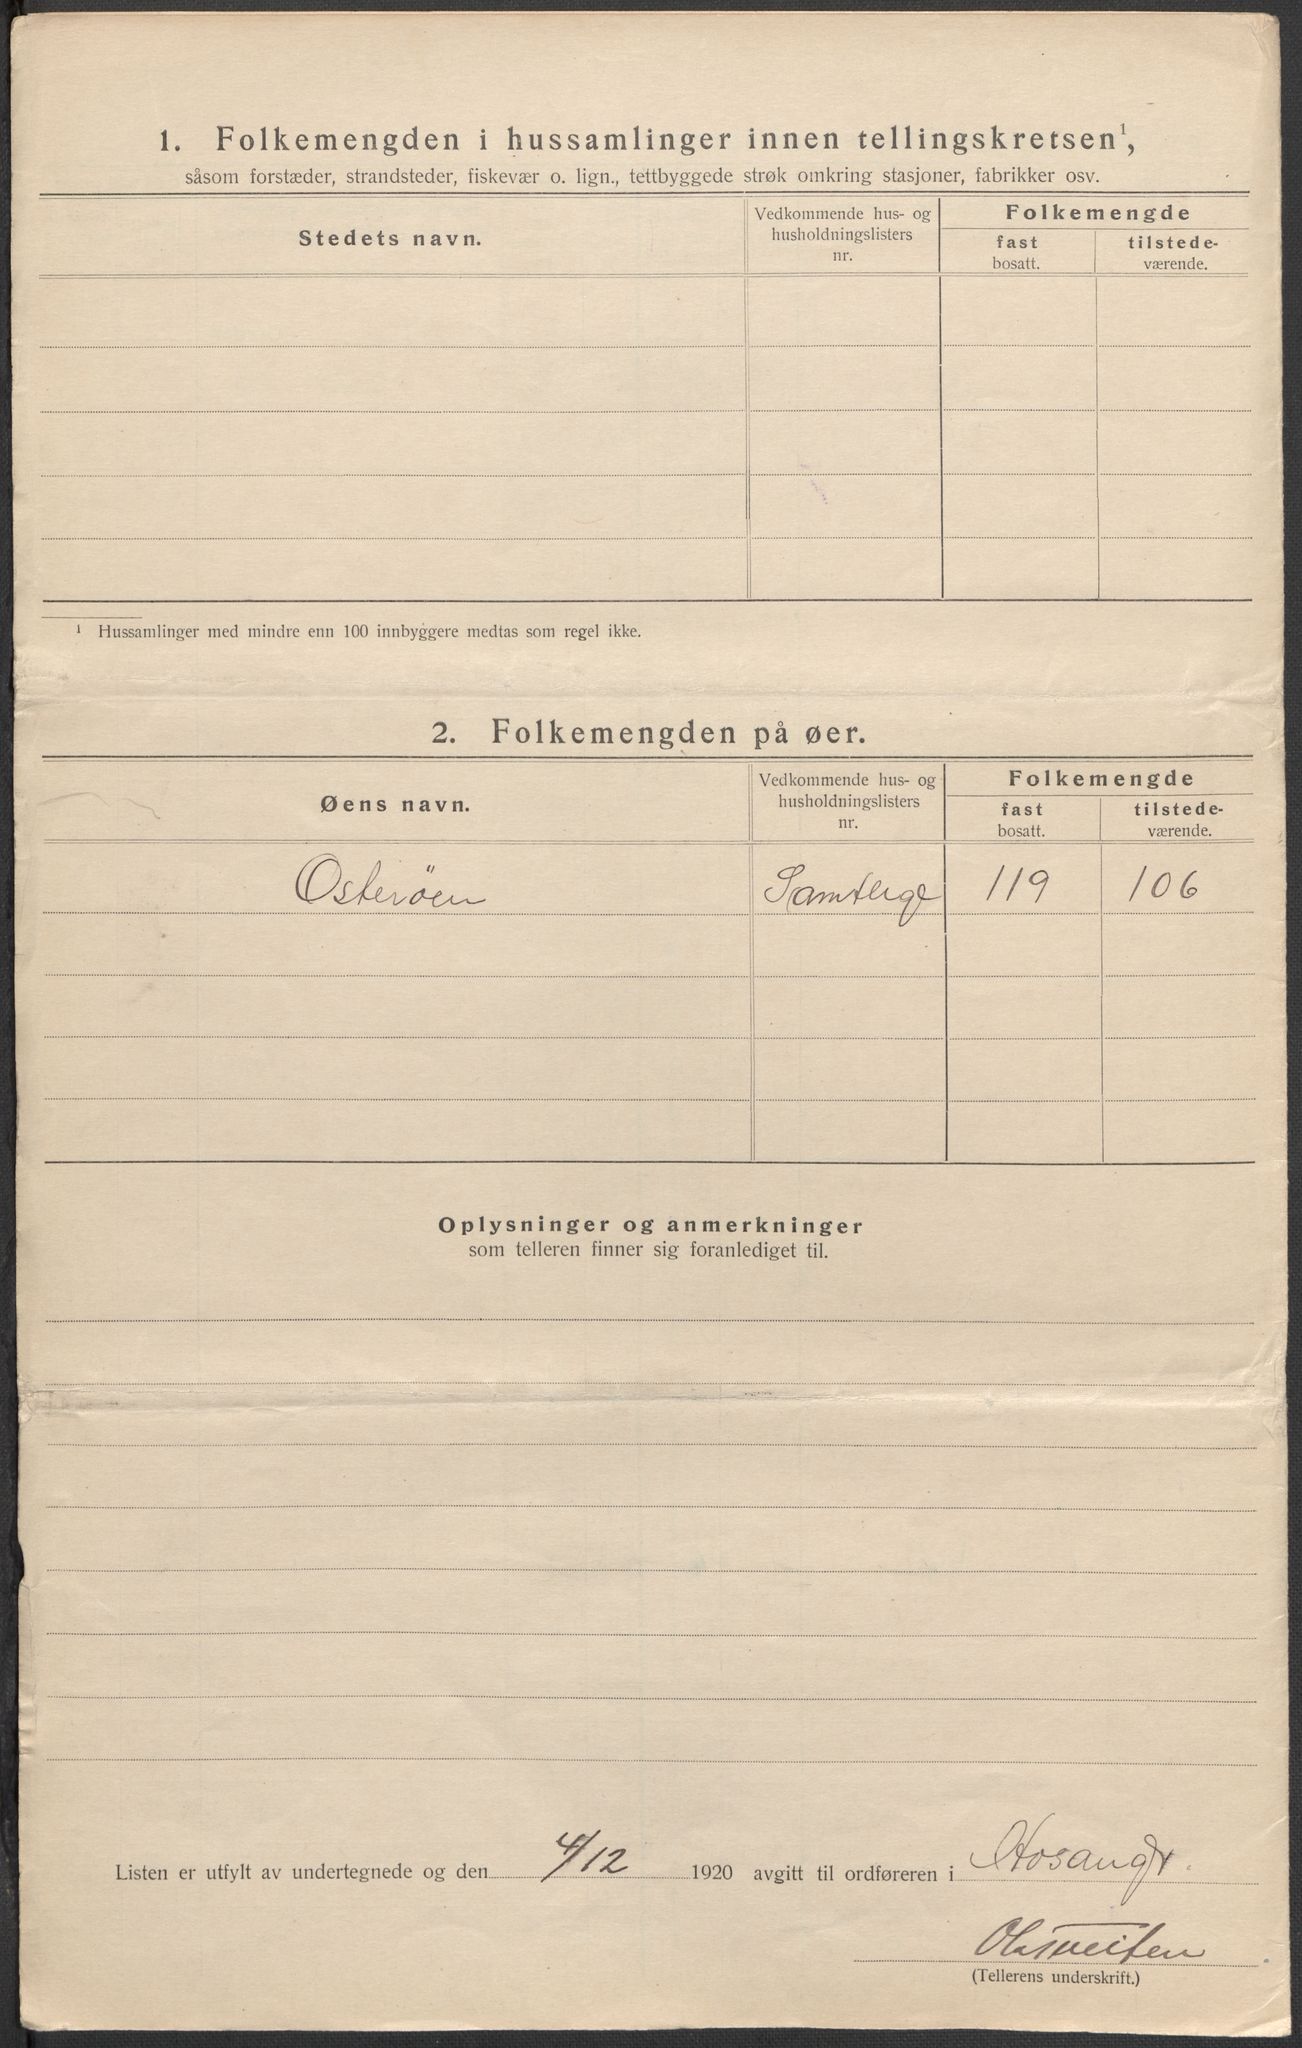 1. Folkemengden i hussamlinger innen tellingskretsen¹,
såsom forstæder, strandsteder, fiskevær o. lign., tettbyggede strøk omkring stasjoner, fabrikker osv.
Stedets navn.
Vedkommende hus- og
husholdningslisters
nr.
Folkemengde
fast
bosatt.
tilstede-
værende.
¹ Hussamlinger med mindre enn 100 innbyggere medtas som regel ikke.
2. Folkemengden på øer.
Øens navn.
Vedkommende hus- og
husholdningslisters
nr.
Folkemengde
fast
bosatt.
tilstede-
værende.
Osteröen Samtlige 119 106
Oplysninger og anmerkninger
som telleren finner sig foranlediget til.
Listen er utfylt av undertegnede og den 4/12 1920 avgitt til ordføreren i Hosanger.
Ola Tveiten
(Tellerens underskrift.)